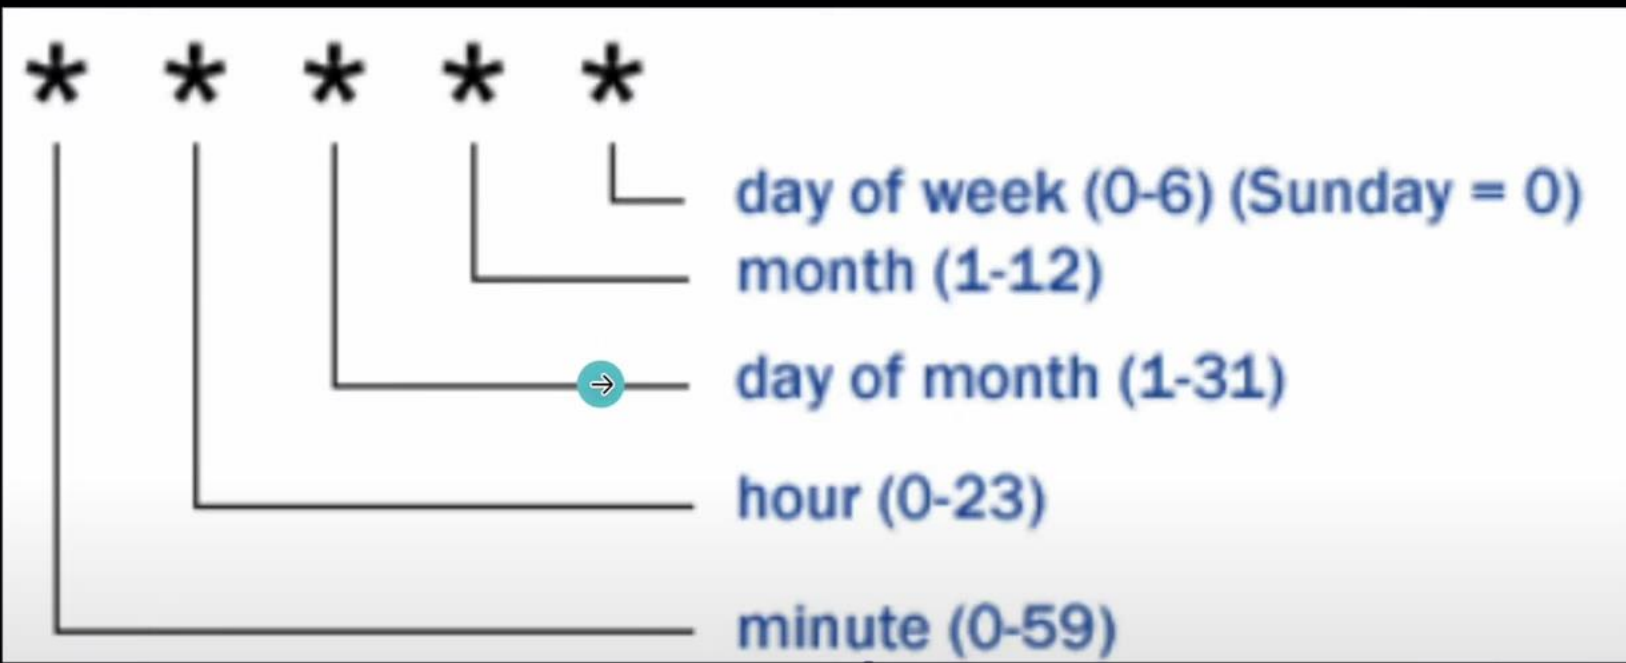 * * * * *
day of week (0-6) (Sunday = 0)
month (1-12)
day of month (1-31)
hour (0-23)
minute (0-59)